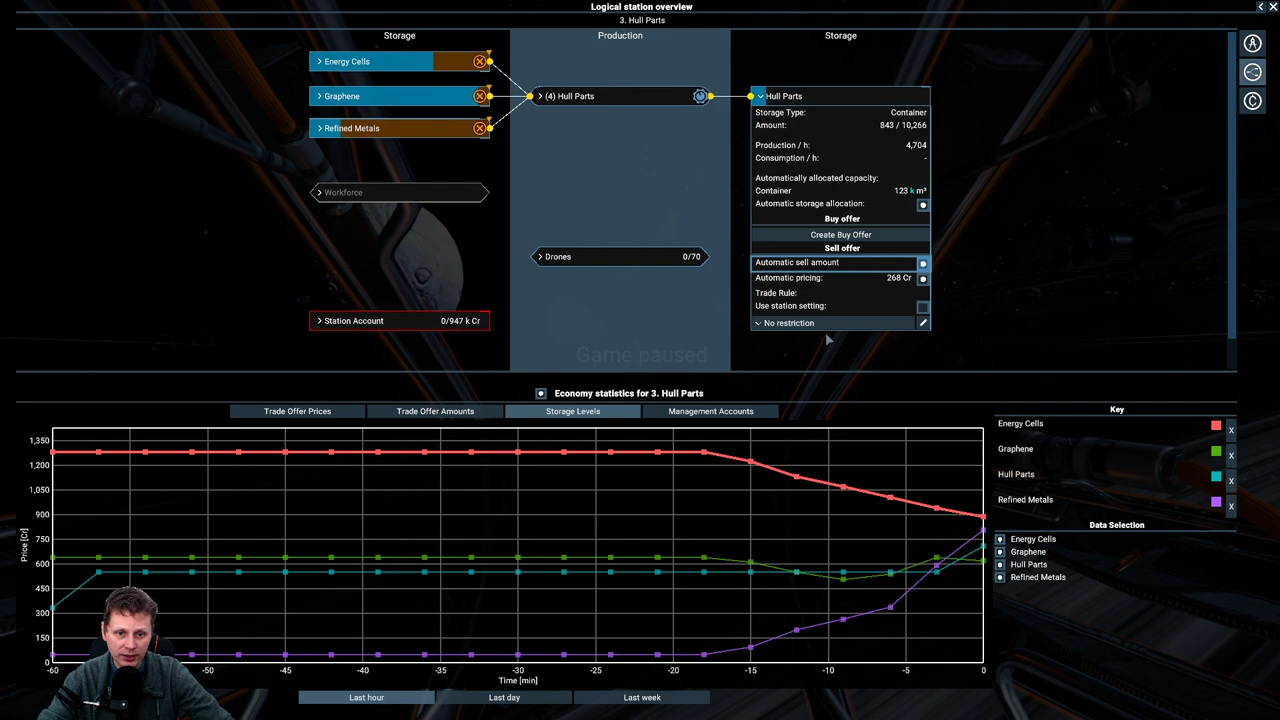 Logical station overview
3. Hull Parts
Storage
Production
Storage
Energy Cells
Graphene
Refined Metals
Workforce
Station Account 0/947 k Cr
(4) Hull Parts
Drones 0/70
Hull Parts
Storage Type: Container
Amount: 843 / 10,266
Production / h: 4,704
Consumption / h: -
Automatically allocated capacity:
Container 123 k m³
Automatic storage allocation:
Buy offer
Create Buy Offer
Sell offer
Automatic sell amount
Automatic pricing: 268 Cr
Trade Rule:
Use station setting:
No restriction
Game paused
Economy statistics for 3. Hull Parts
Trade Offer Prices
Trade Offer Amounts
Storage Levels
Management Accounts
Price [Cr]
1,350
1,200
1,050
900
750
600
450
300
150
0
-60
-50
-45
-40
-35
-30
-25
-20
-15
-10
-5
0
Time [min]
Last hour
Last day
Last week
Key
Energy Cells X
Graphene X
Hull Parts X
Refined Metals X
Data Selection
Energy Cells
Graphene
Hull Parts
Refined Metals